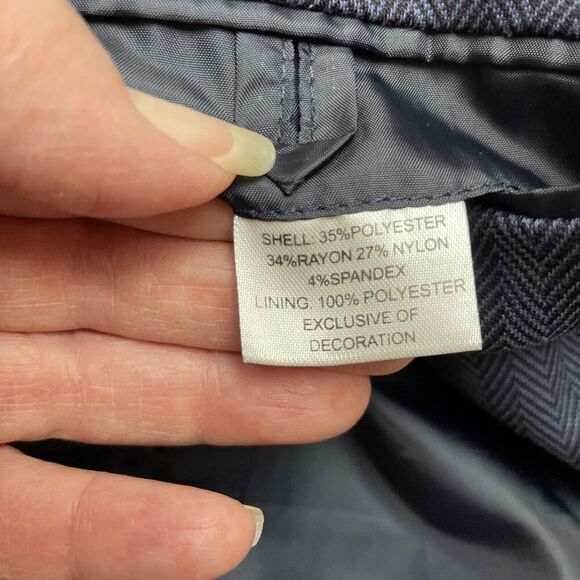 SHELL: 35%POLYESTER
34%RAYON 27% NYLON
4%SPANDEX
LINING: 100% POLYESTER
EXCLUSIVE OF
DECORATION